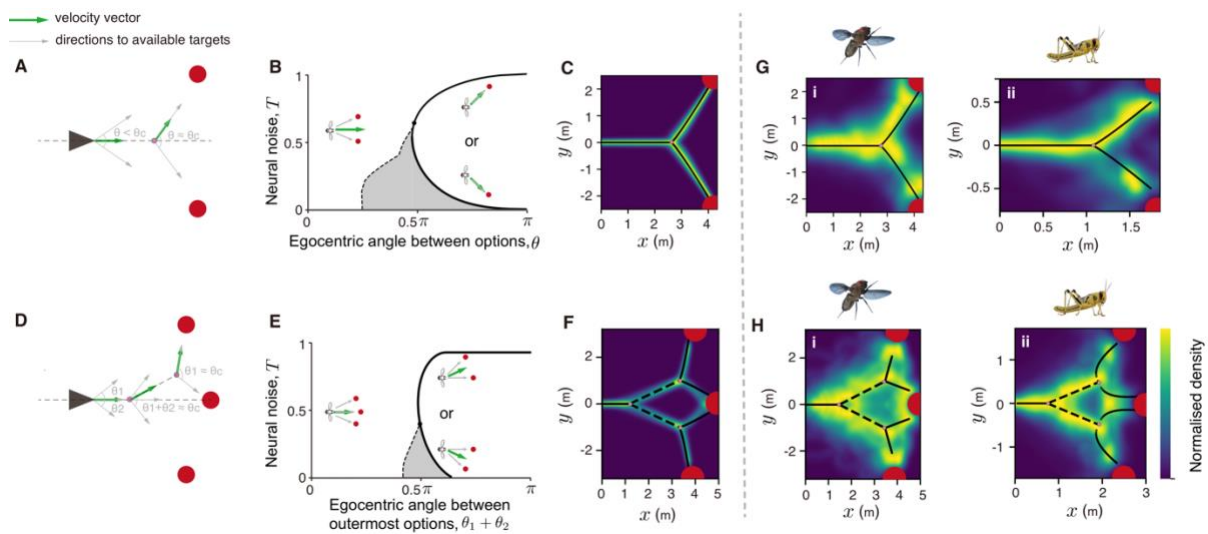 velocity vector
directions to available targets
A
θ < θc
θ ≈ θc
B
Neural noise, T
1
0.5
0
or
0
0.5π
π
Egocentric angle between options, θ
C
y (m)
2
1
0
-1
-2
0 1 2 3 4
x (m)
G
i
y (m)
2
1
0
-1
-2
0 1 2 3 4
x (m)
ii
y (m)
0.5
0
-0.5
0 0.5 1 1.5
x (m)
D
θ1
θ2
θ1+θ2 ≈ θc
θ1 ≈ θc
E
Neural noise, T
1
0.5
0
or
0
0.5π
π
Egocentric angle between
outermost options, θ1 + θ2
F
y (m)
2
0
-2
0 1 2 3 4 5
x (m)
H
i
y (m)
2
0
-2
0 1 2 3 4 5
x (m)
ii
y (m)
1
0
-1
0 1 2 3
x (m)
Normalised density